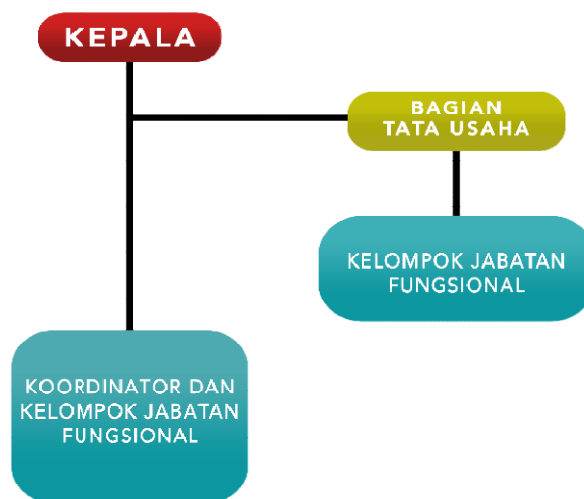 KEPALA
BAGIAN
TATA USAHA
KELOMPOK JABATAN
FUNGSIONAL
KOORDINATOR DAN
KELOMPOK JABATAN
FUNGSIONAL